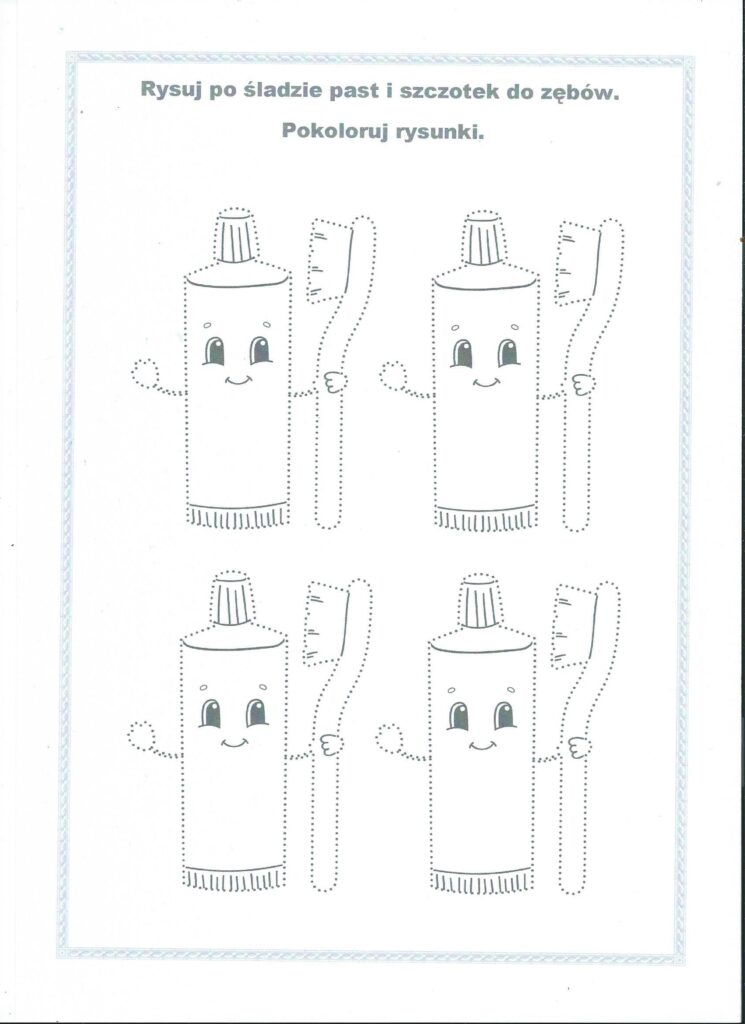 Rysuj po śladzie past i szczotek do zębów.
Pokoloruj rysunki.